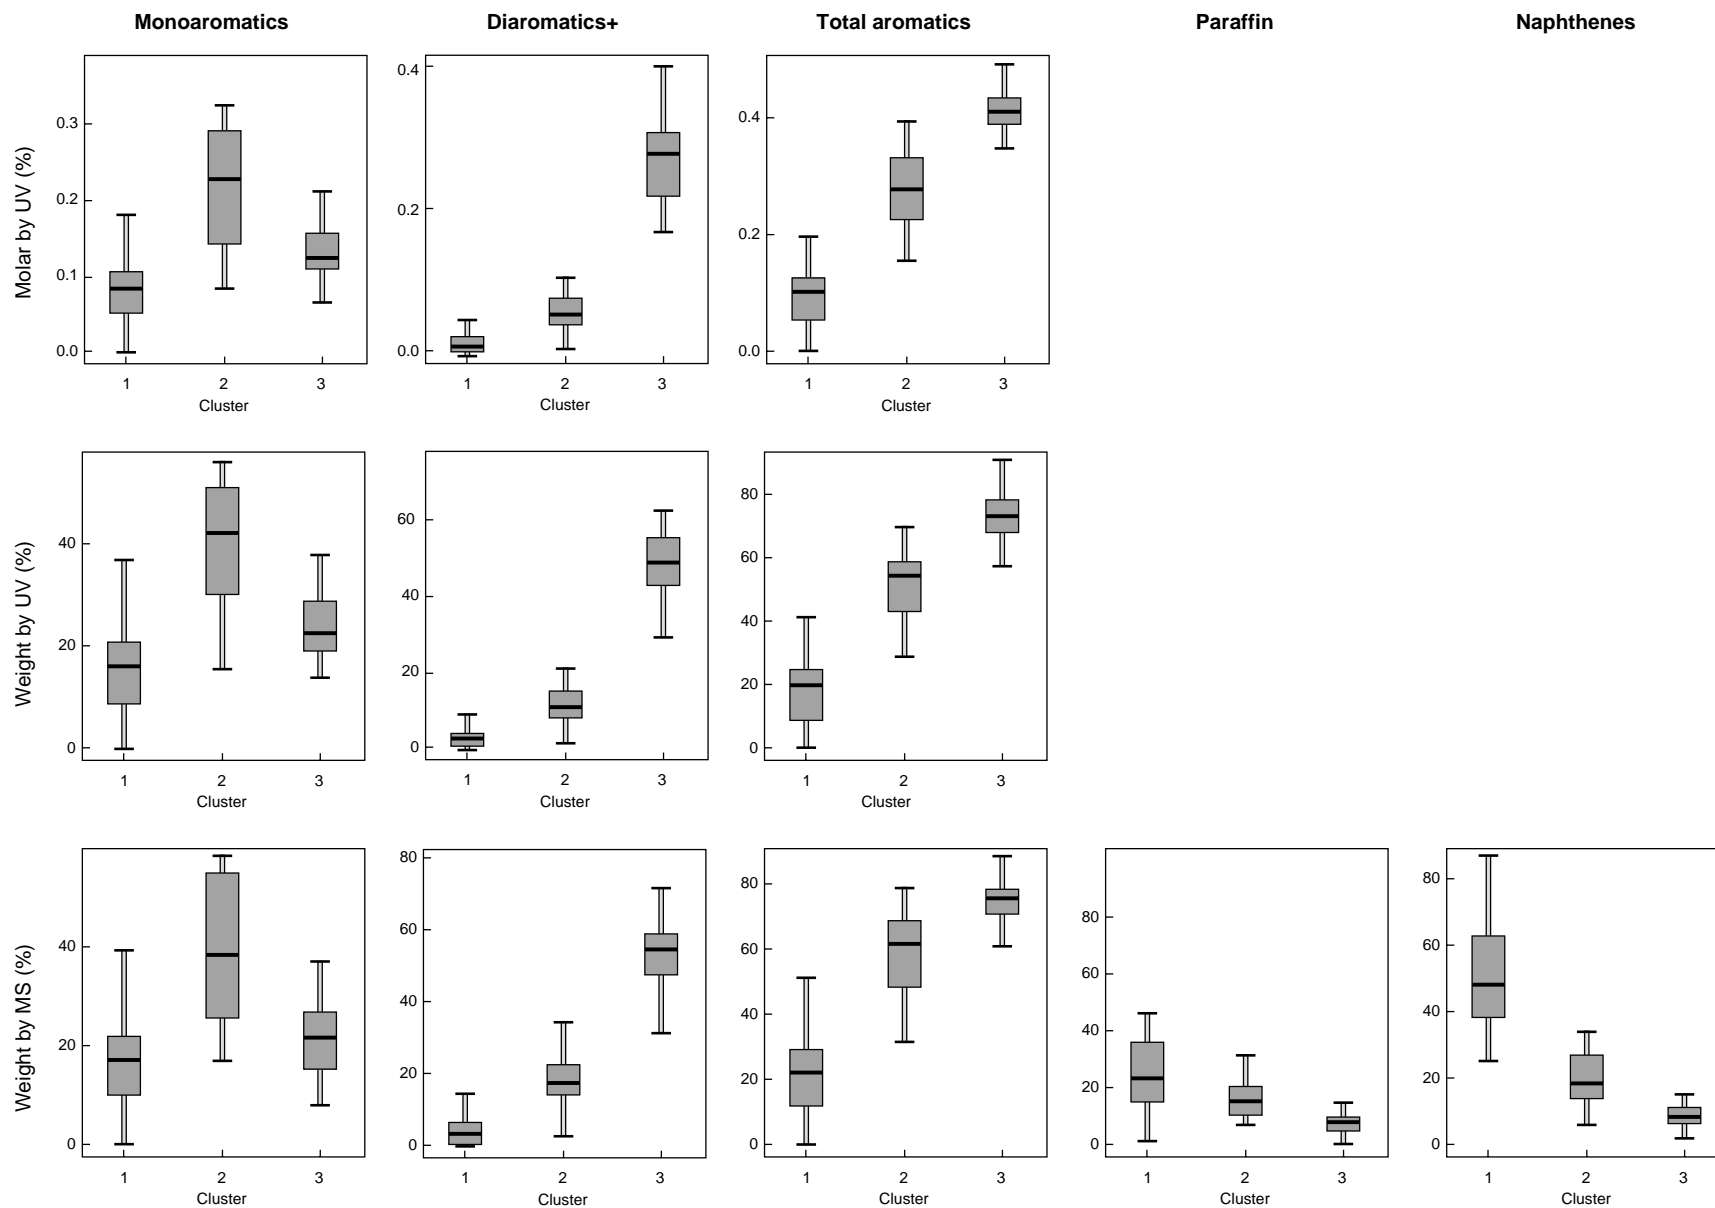 Monoaromatics Diaromatics+ Total aromatics Paraffin Naphthenes
Molar by UV (%)
0.3
0.2
0.1
0.0
1 2 3
Cluster
0.4
0.2
0.0
1 2 3
Cluster
0.4
0.2
0.0
1 2 3
Cluster
Weight by UV (%)
40
20
0
1 2 3
Cluster
60
40
20
0
1 2 3
Cluster
80
60
40
20
0
1 2 3
Cluster
Weight by MS (%)
40
20
0
1 2 3
Cluster
80
60
40
20
0
1 2 3
Cluster
80
60
40
20
0
1 2 3
Cluster
80
60
40
20
0
1 2 3
Cluster
80
60
40
20
0
1 2 3
Cluster